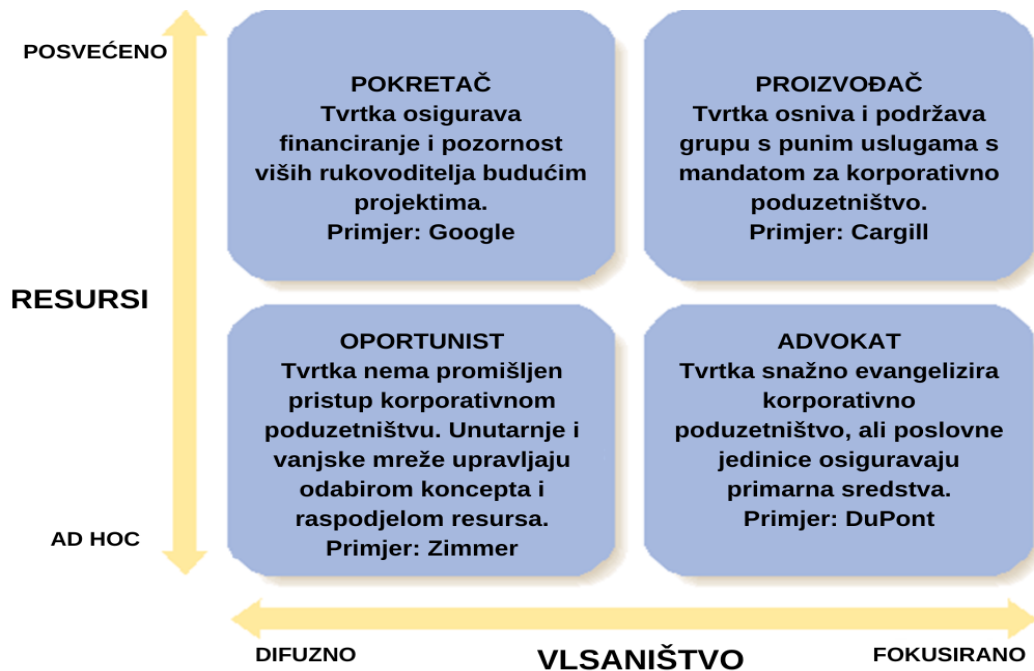 POSVEĆENO
POKRETAČ
Tvrtka osigurava
financiranje i pozornost
viših rukovoditelja budućim
projektima.
Primjer: Google
PROIZVOĐAČ
Tvrtka osniva i podržava
grupu s punim uslugama s
mandatom za korporativno
poduzetništvo.
Primjer: Cargill
RESURSI
OPORTUNIST
Tvrtka nema promišljen
pristup korporativnom
poduzetništvu. Unutarnje i
vanjske mreže upravljaju
odabirom koncepta i
raspodjelom resursa.
Primjer: Zimmer
ADVOKAT
Tvrtka snažno evangelizira
korporativno
poduzetništvo, ali poslovne
jedinice osiguravaju
primarna sredstva.
Primjer: DuPont
AD HOC
DIFUZNO
VLSANIŠTVO
FOKUSIRANO